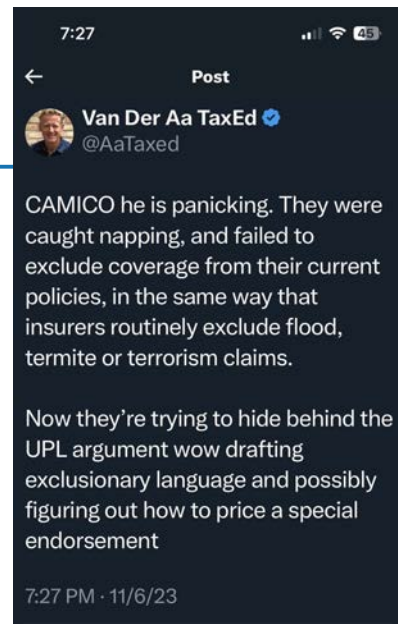 7:27
45
Post
Van Der Aa TaxEd
@AaTaxed
CAMICO he is panicking. They were
caught napping, and failed to
exclude coverage from their current
policies, in the same way that
insurers routinely exclude flood,
termite or terrorism claims.
Now they're trying to hide behind the
UPL argument wow drafting
exclusionary language and possibly
figuring out how to price a special
endorsement
7:27 PM · 11/6/23